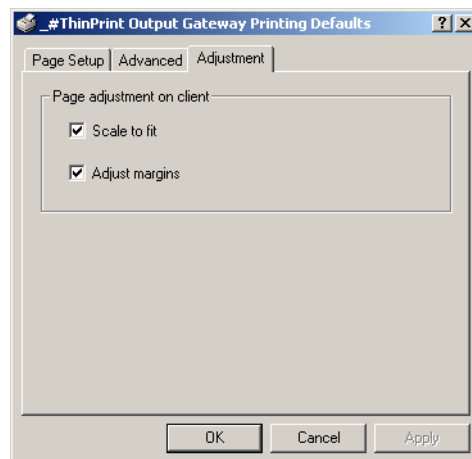 _#ThinPrint Output Gateway Printing Defaults
Page Setup Advanced Adjustment
Page adjustment on client
Scale to fit
Adjust margins
OK Cancel Apply